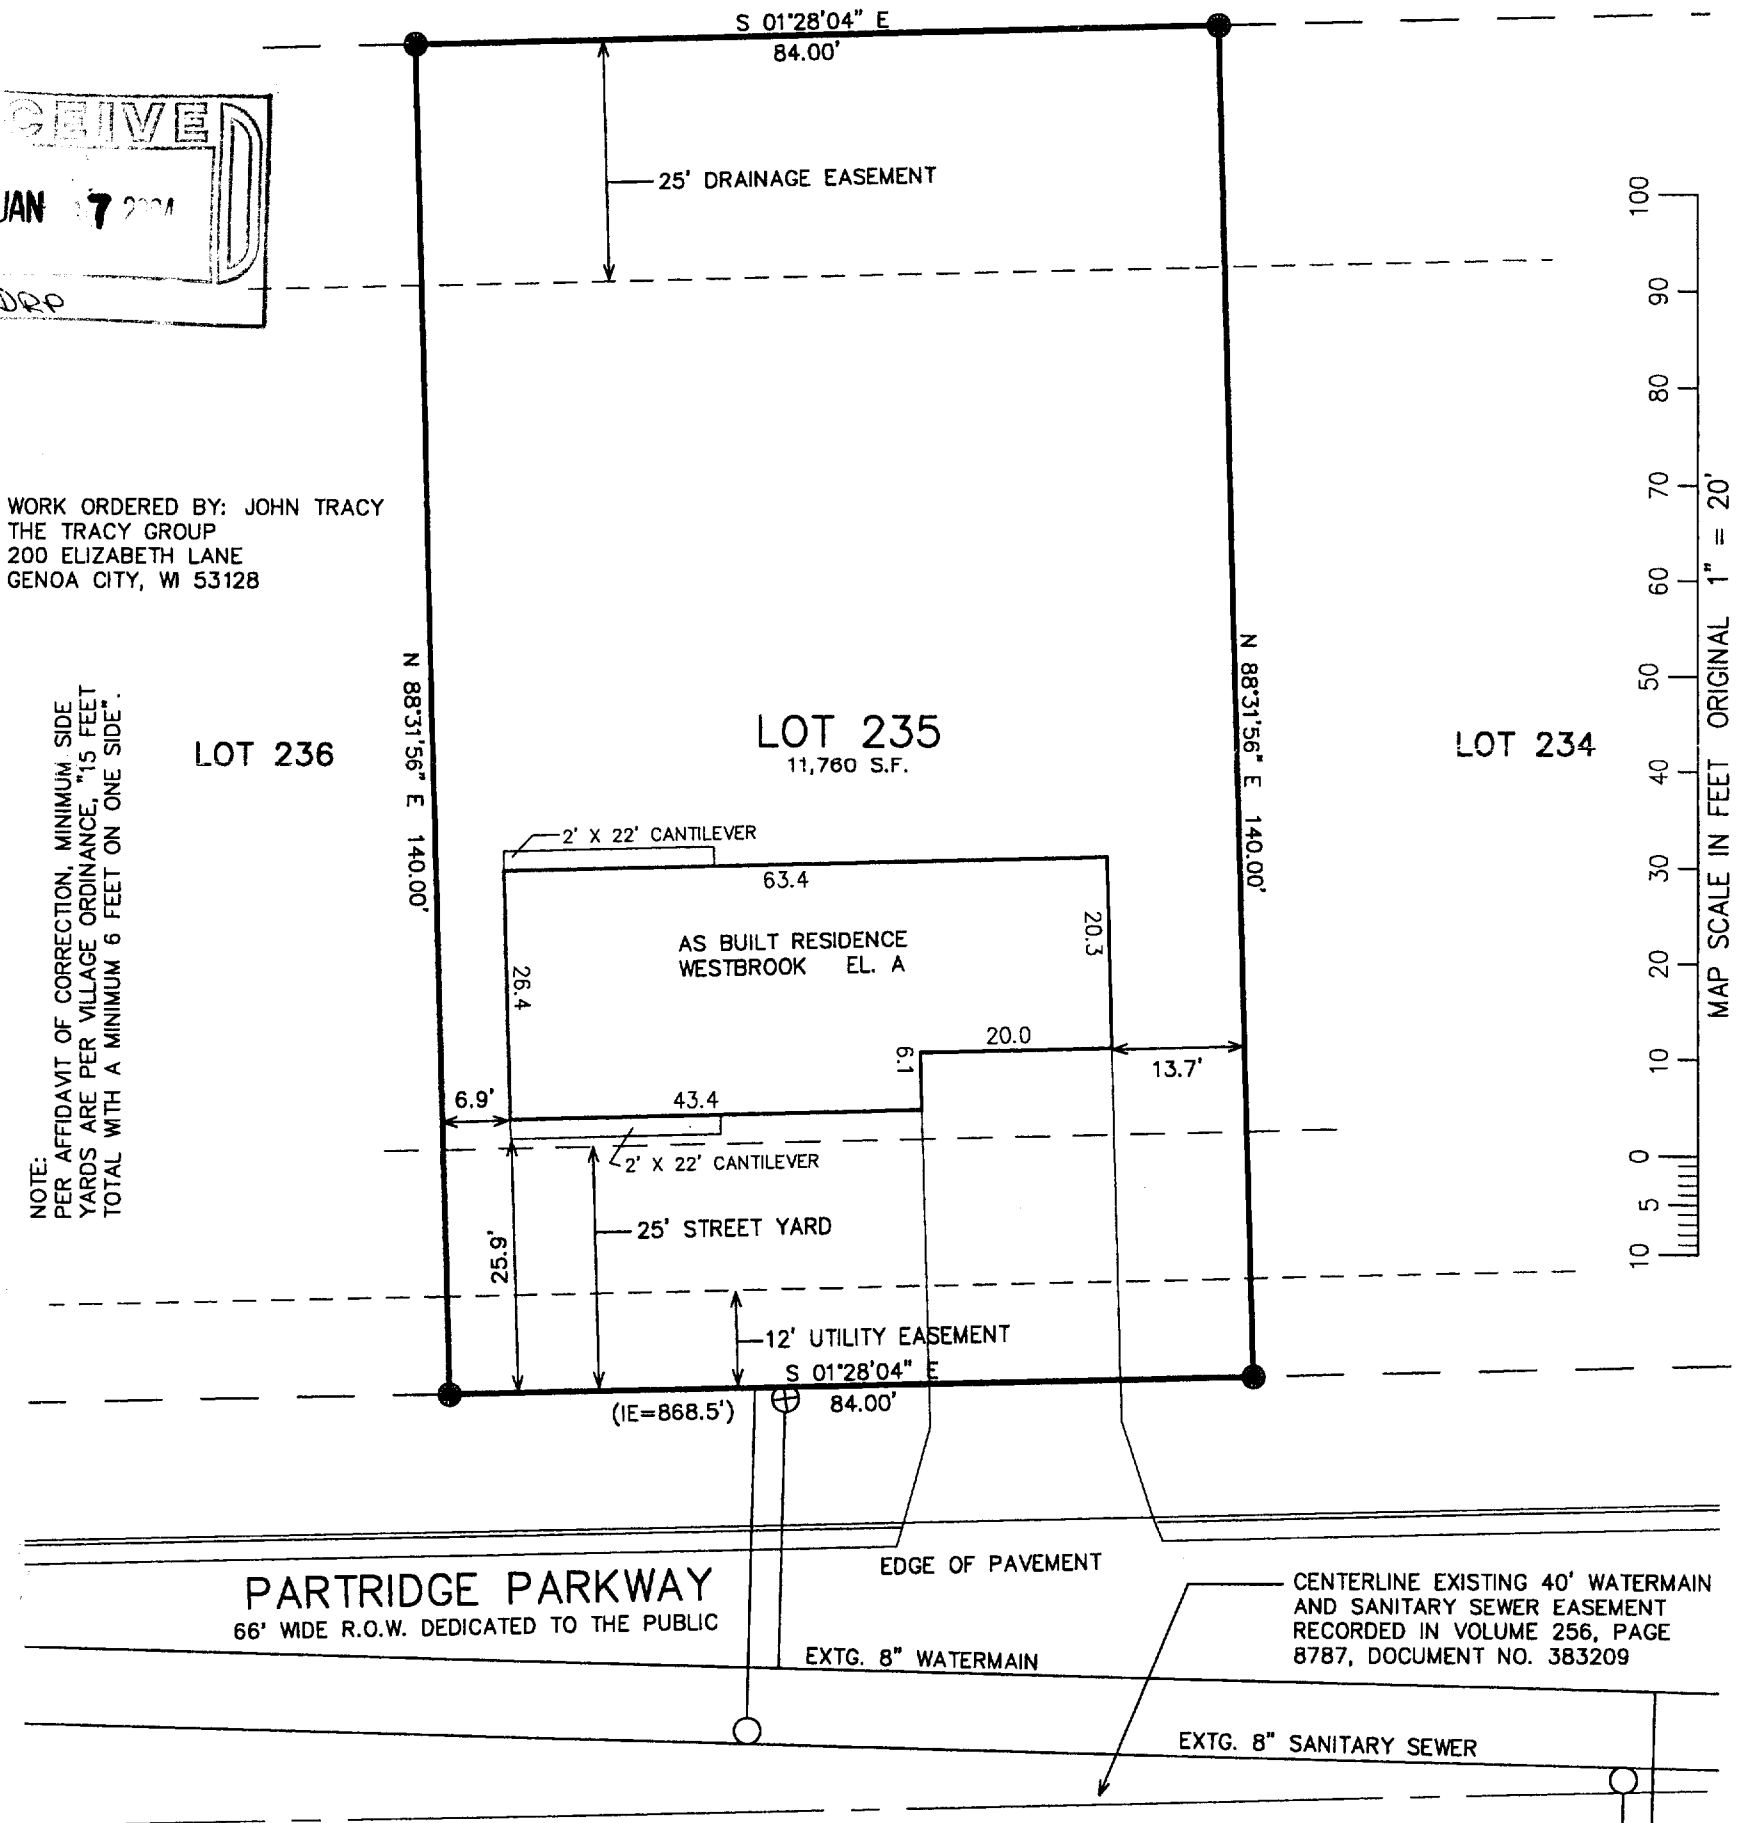 S 01°28'04" E
84.00'
CEIVE D
JAN 7
DRP
25' DRAINAGE EASEMENT
WORK ORDERED BY: JOHN TRACY
THE TRACY GROUP
200 ELIZABETH LANE
GENOA CITY, WI 53128
NOTE:
PER AFFIDAVIT OF CORRECTION, MINIMUM SIDE
YARDS ARE PER VILLAGE ORDINANCE, "15 FEET
TOTAL WITH A MINIMUM 6 FEET ON ONE SIDE".
LOT 236
N 88°31'56" E 140.00'
LOT 235
11,760 S.F.
N 88°31'56" E 140.00'
LOT 234
100
90
80
70
60
50
40
30
20
10
0
5
10
MAP SCALE IN FEET ORIGINAL 1" = 20'
2' X 22' CANTILEVER
63.4
AS BUILT RESIDENCE
WESTBROOK EL. A
26.4
20.3
20.0
6.1
13.7'
6.9'
43.4
2' X 22' CANTILEVER
25.9'
25' STREET YARD
12' UTILITY EASEMENT
S 01°28'04" E
84.00'
(IE=868.5')
EDGE OF PAVEMENT
PARTRIDGE PARKWAY
66' WIDE R.O.W. DEDICATED TO THE PUBLIC
CENTERLINE EXISTING 40' WATERMAIN
AND SANITARY SEWER EASEMENT
RECORDED IN VOLUME 256, PAGE
8787, DOCUMENT NO. 383209
EXTG. 8" WATERMAIN
EXTG. 8" SANITARY SEWER